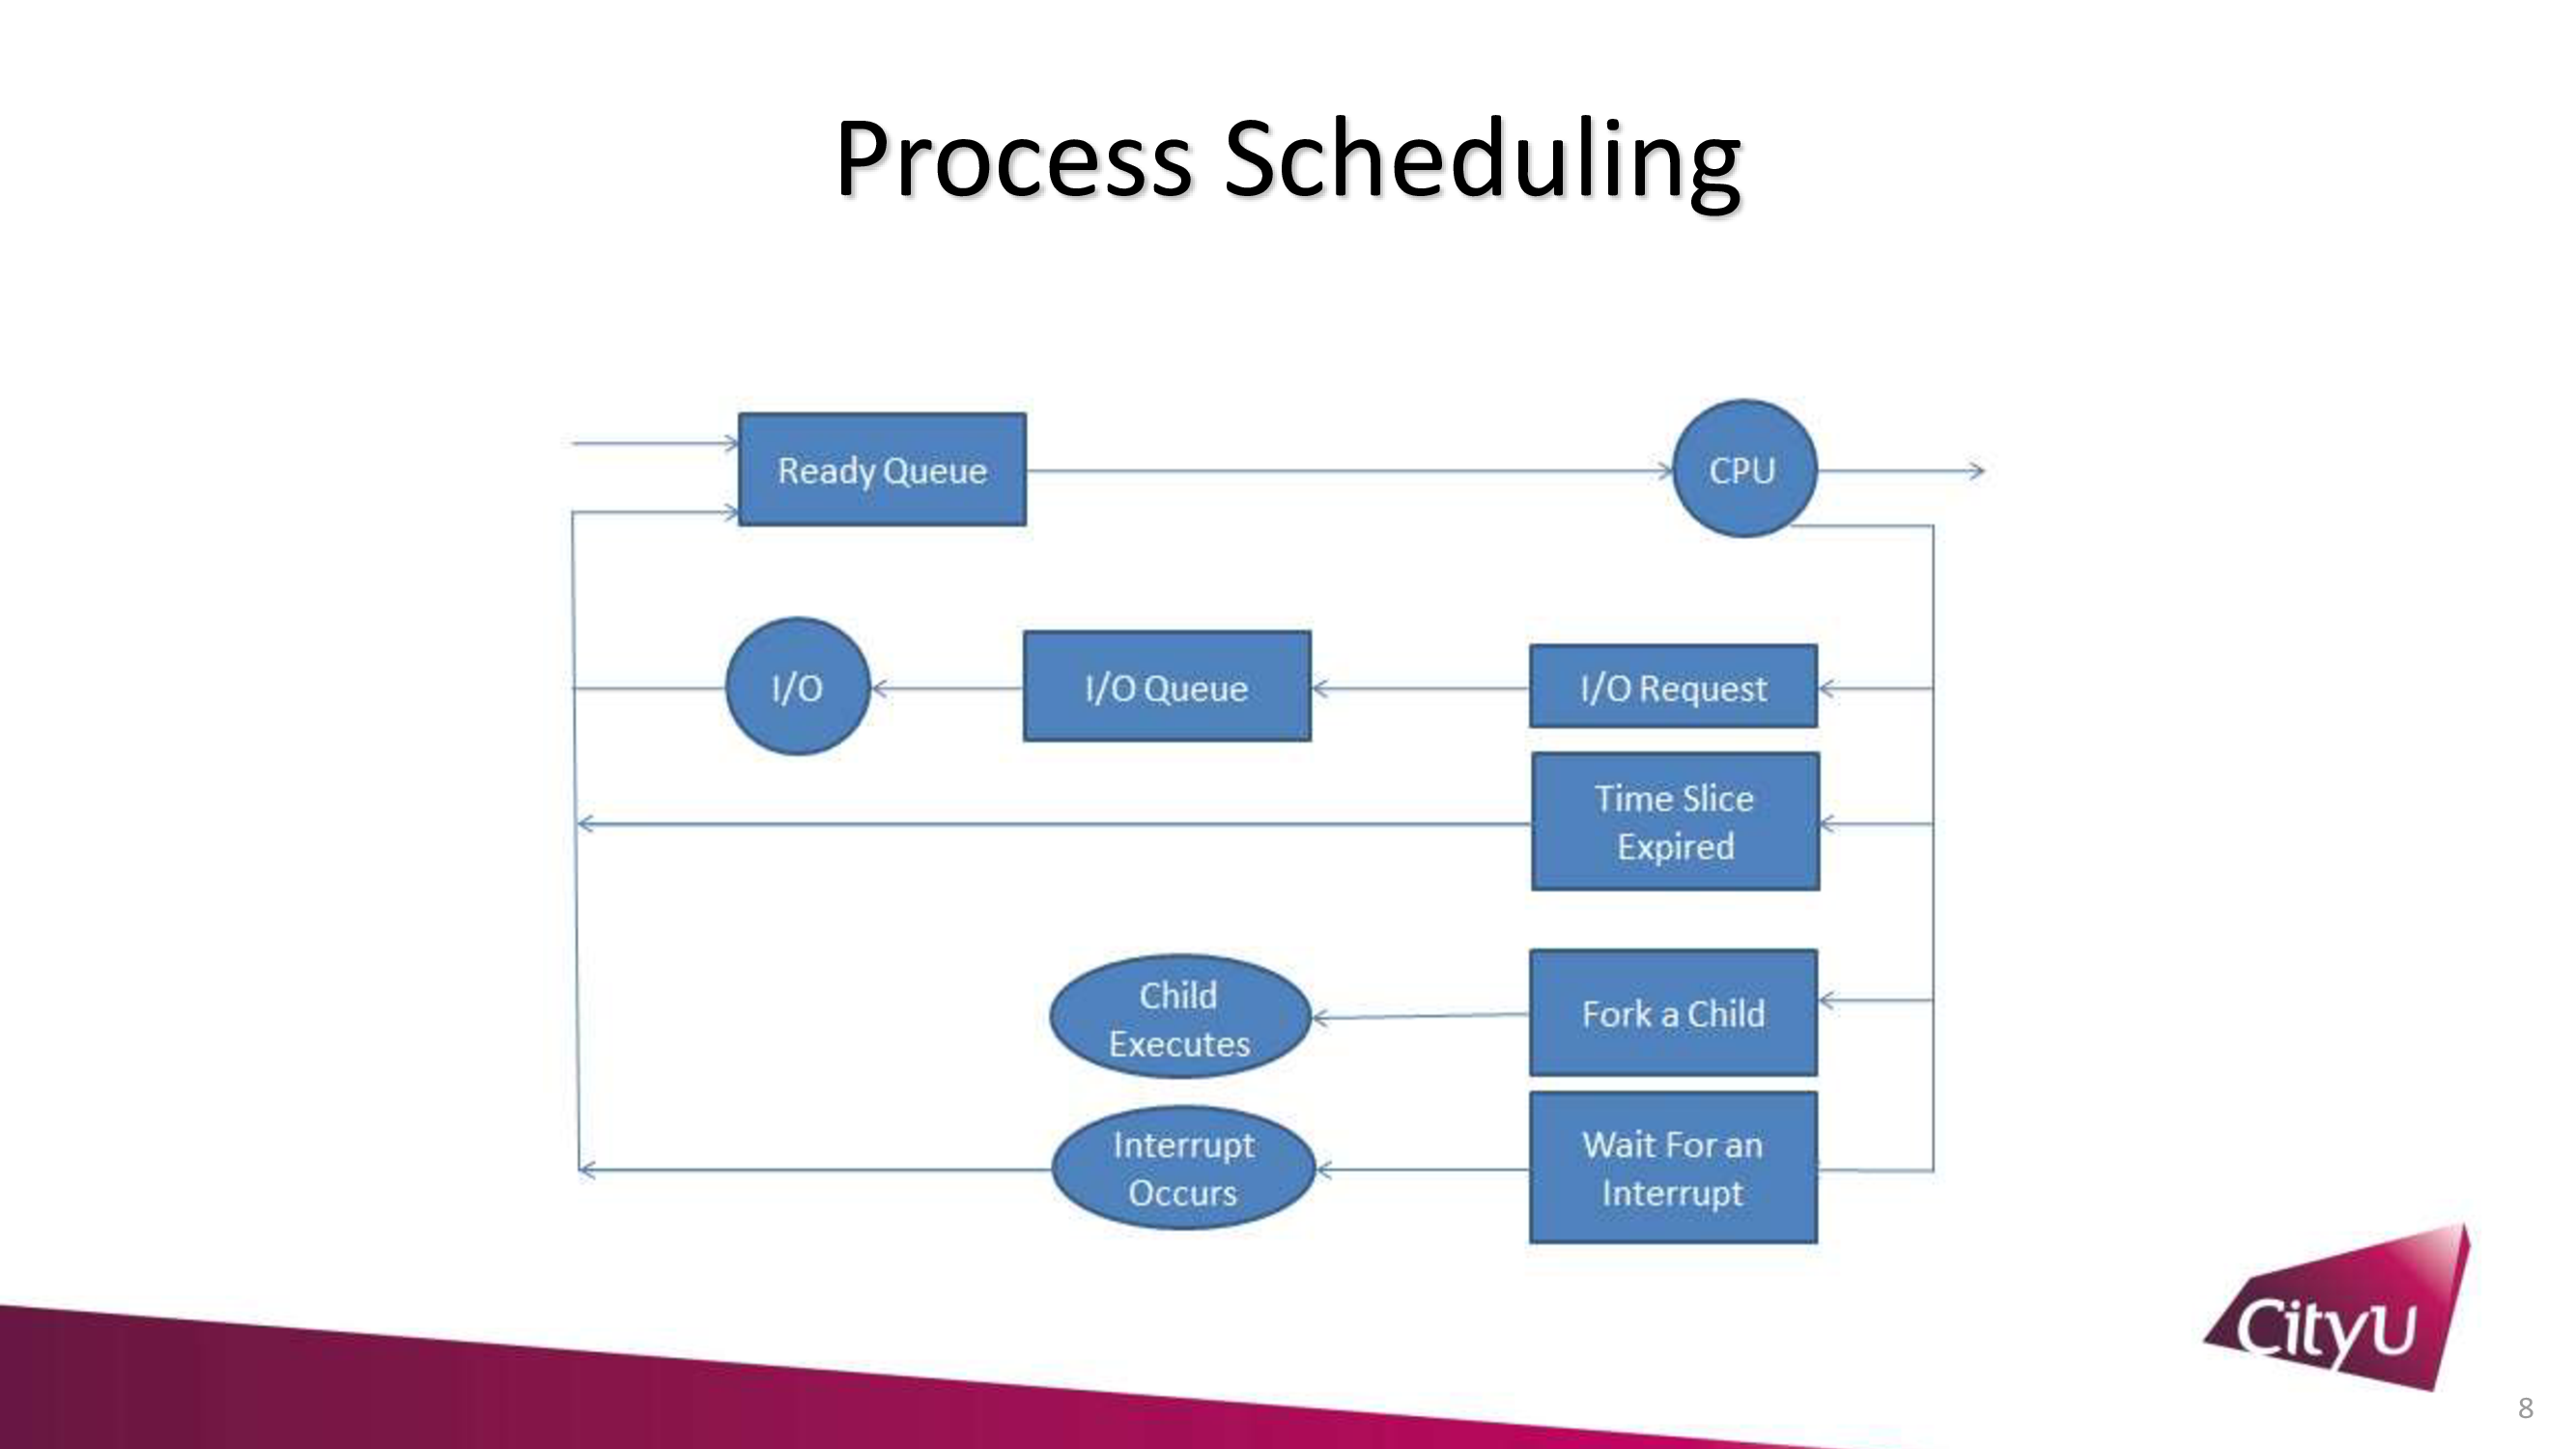 Process Scheduling
Ready Queue
CPU
I/O
I/O Queue
I/O Request
Time Slice
Expired
Child
Executes
Fork a Child
Interrupt
Occurs
Wait For an
Interrupt
CityU
8